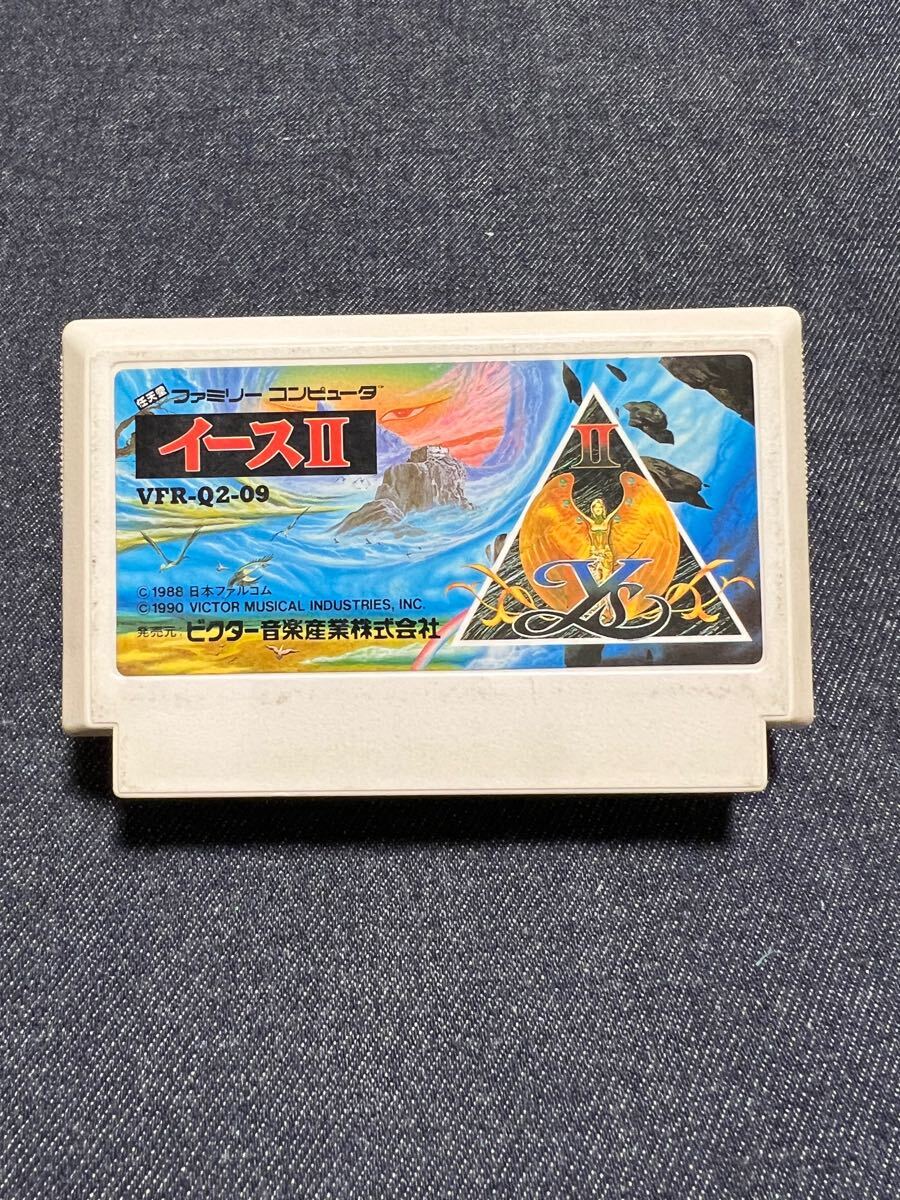 任天堂 ファミリーコンピュータ™
イースII
VFR-Q2-09
© 1988 日本ファルコム
© 1990 VICTOR MUSICAL INDUSTRIES, INC.
発売元・ビクター音楽産業株式会社
II
Ys